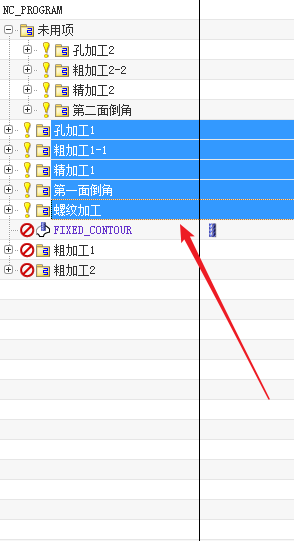 NC_PROGRAM
未用项
孔加工2
粗加工2-2
精加工2
第二面倒角
孔加工1
粗加工1-1
精加工1
第一面倒角
螺纹加工
FIXED_CONTOUR
粗加工1
粗加工2